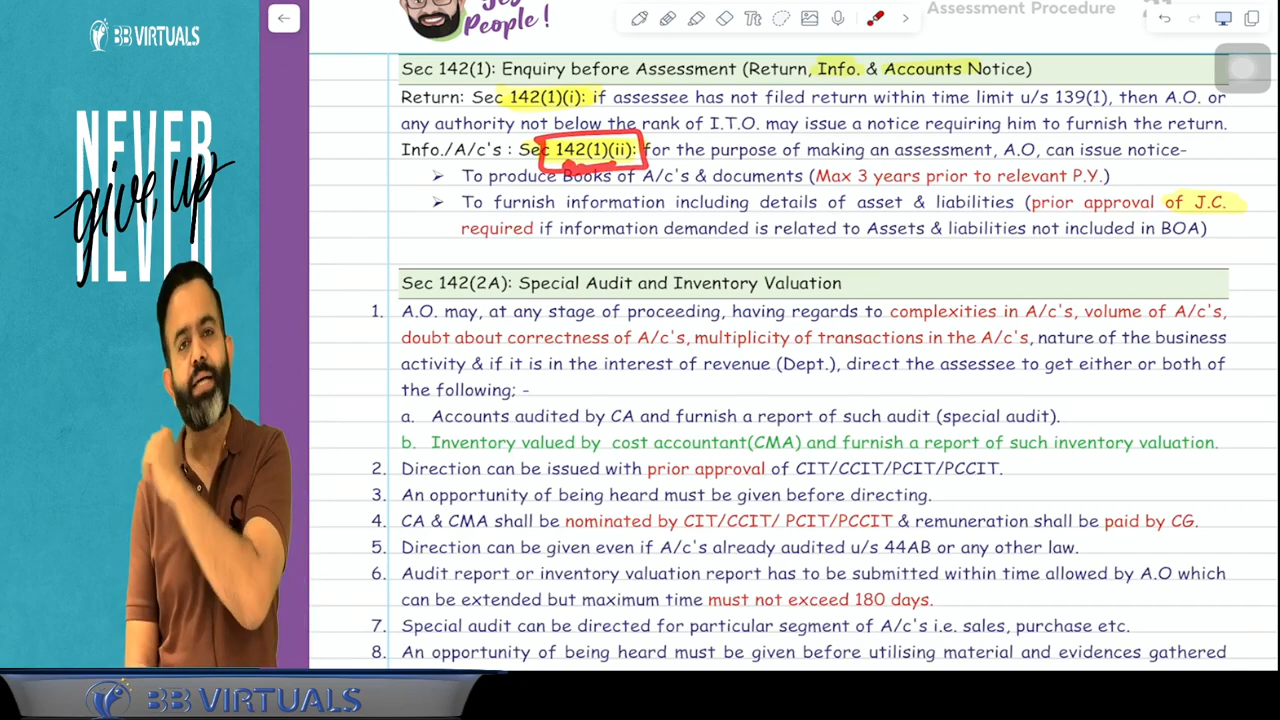 BB VIRTUALS
NEVER
give up
NEVER
People!
Tt
Assessment Procedure
Sec 142(1): Enquiry before Assessment (Return, Info. & Accounts Notice)
Return: Sec 142(1)(i): if assessee has not filed return within time limit u/s 139(1), then A.O. or
any authority not below the rank of I.T.O. may issue a notice requiring him to furnish the return.
Info./A/c's : Sec 142(1)(ii): for the purpose of making an assessment, A.O, can issue notice-
➢ To produce Books of A/c's & documents (Max 3 years prior to relevant P.Y.)
➢ To furnish information including details of asset & liabilities (prior approval of J.C.
required if information demanded is related to Assets & liabilities not included in BOA)
Sec 142(2A): Special Audit and Inventory Valuation
1. A.O. may, at any stage of proceeding, having regards to complexities in A/c's, volume of A/c's,
doubt about correctness of A/c's, multiplicity of transactions in the A/c's, nature of the business
activity & if it is in the interest of revenue (Dept.), direct the assessee to get either or both of
the following; -
a. Accounts audited by CA and furnish a report of such audit (special audit).
b. Inventory valued by cost accountant(CMA) and furnish a report of such inventory valuation.
2. Direction can be issued with prior approval of CIT/CCIT/PCIT/PCCIT.
3. An opportunity of being heard must be given before directing.
4. CA & CMA shall be nominated by CIT/CCIT/ PCIT/PCCIT & remuneration shall be paid by CG.
5. Direction can be given even if A/c's already audited u/s 44AB or any other law.
6. Audit report or inventory valuation report has to be submitted within time allowed by A.O which
can be extended but maximum time must not exceed 180 days.
7. Special audit can be directed for particular segment of A/c's i.e. sales, purchase etc.
8. An opportunity of being heard must be given before utilising material and evidences gathered
BB VIRTUALS